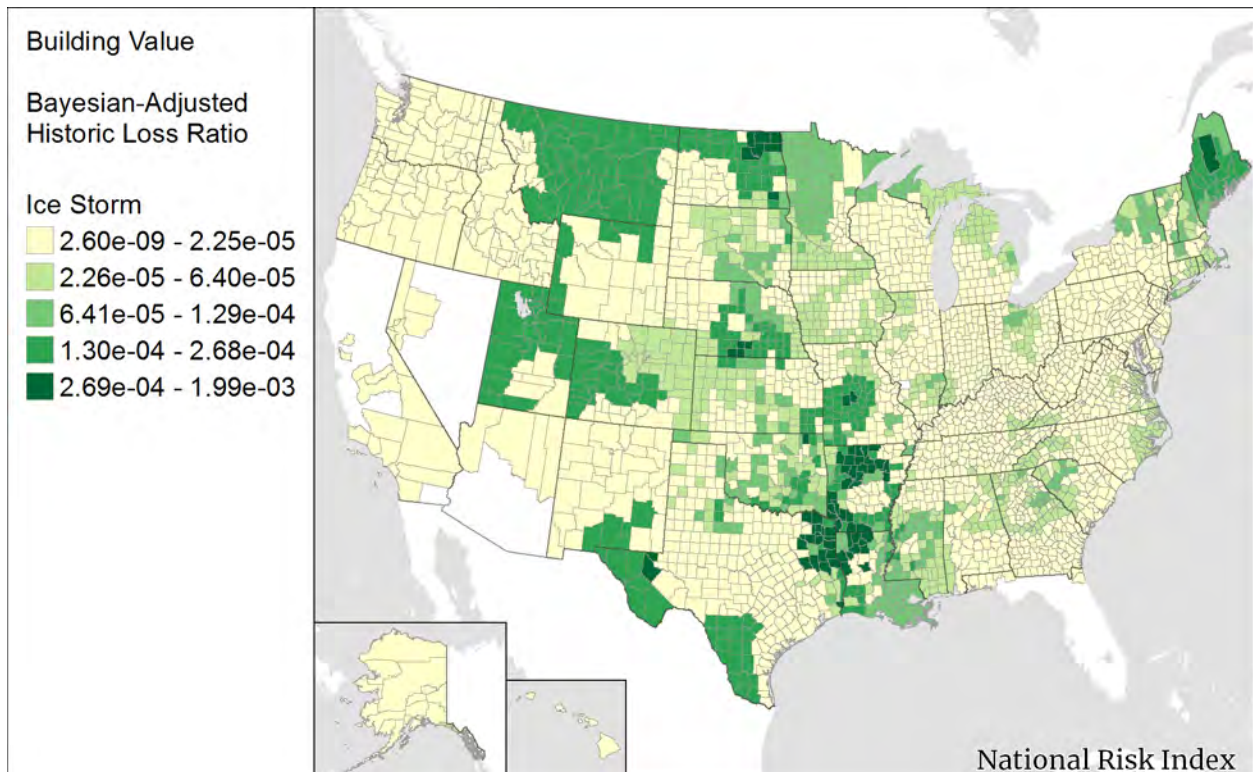 Building Value
Bayesian-Adjusted
Historic Loss Ratio
Ice Storm
2.60e-09 - 2.25e-05
2.26e-05 - 6.40e-05
6.41e-05 - 1.29e-04
1.30e-04 - 2.68e-04
2.69e-04 - 1.99e-03
National Risk Index